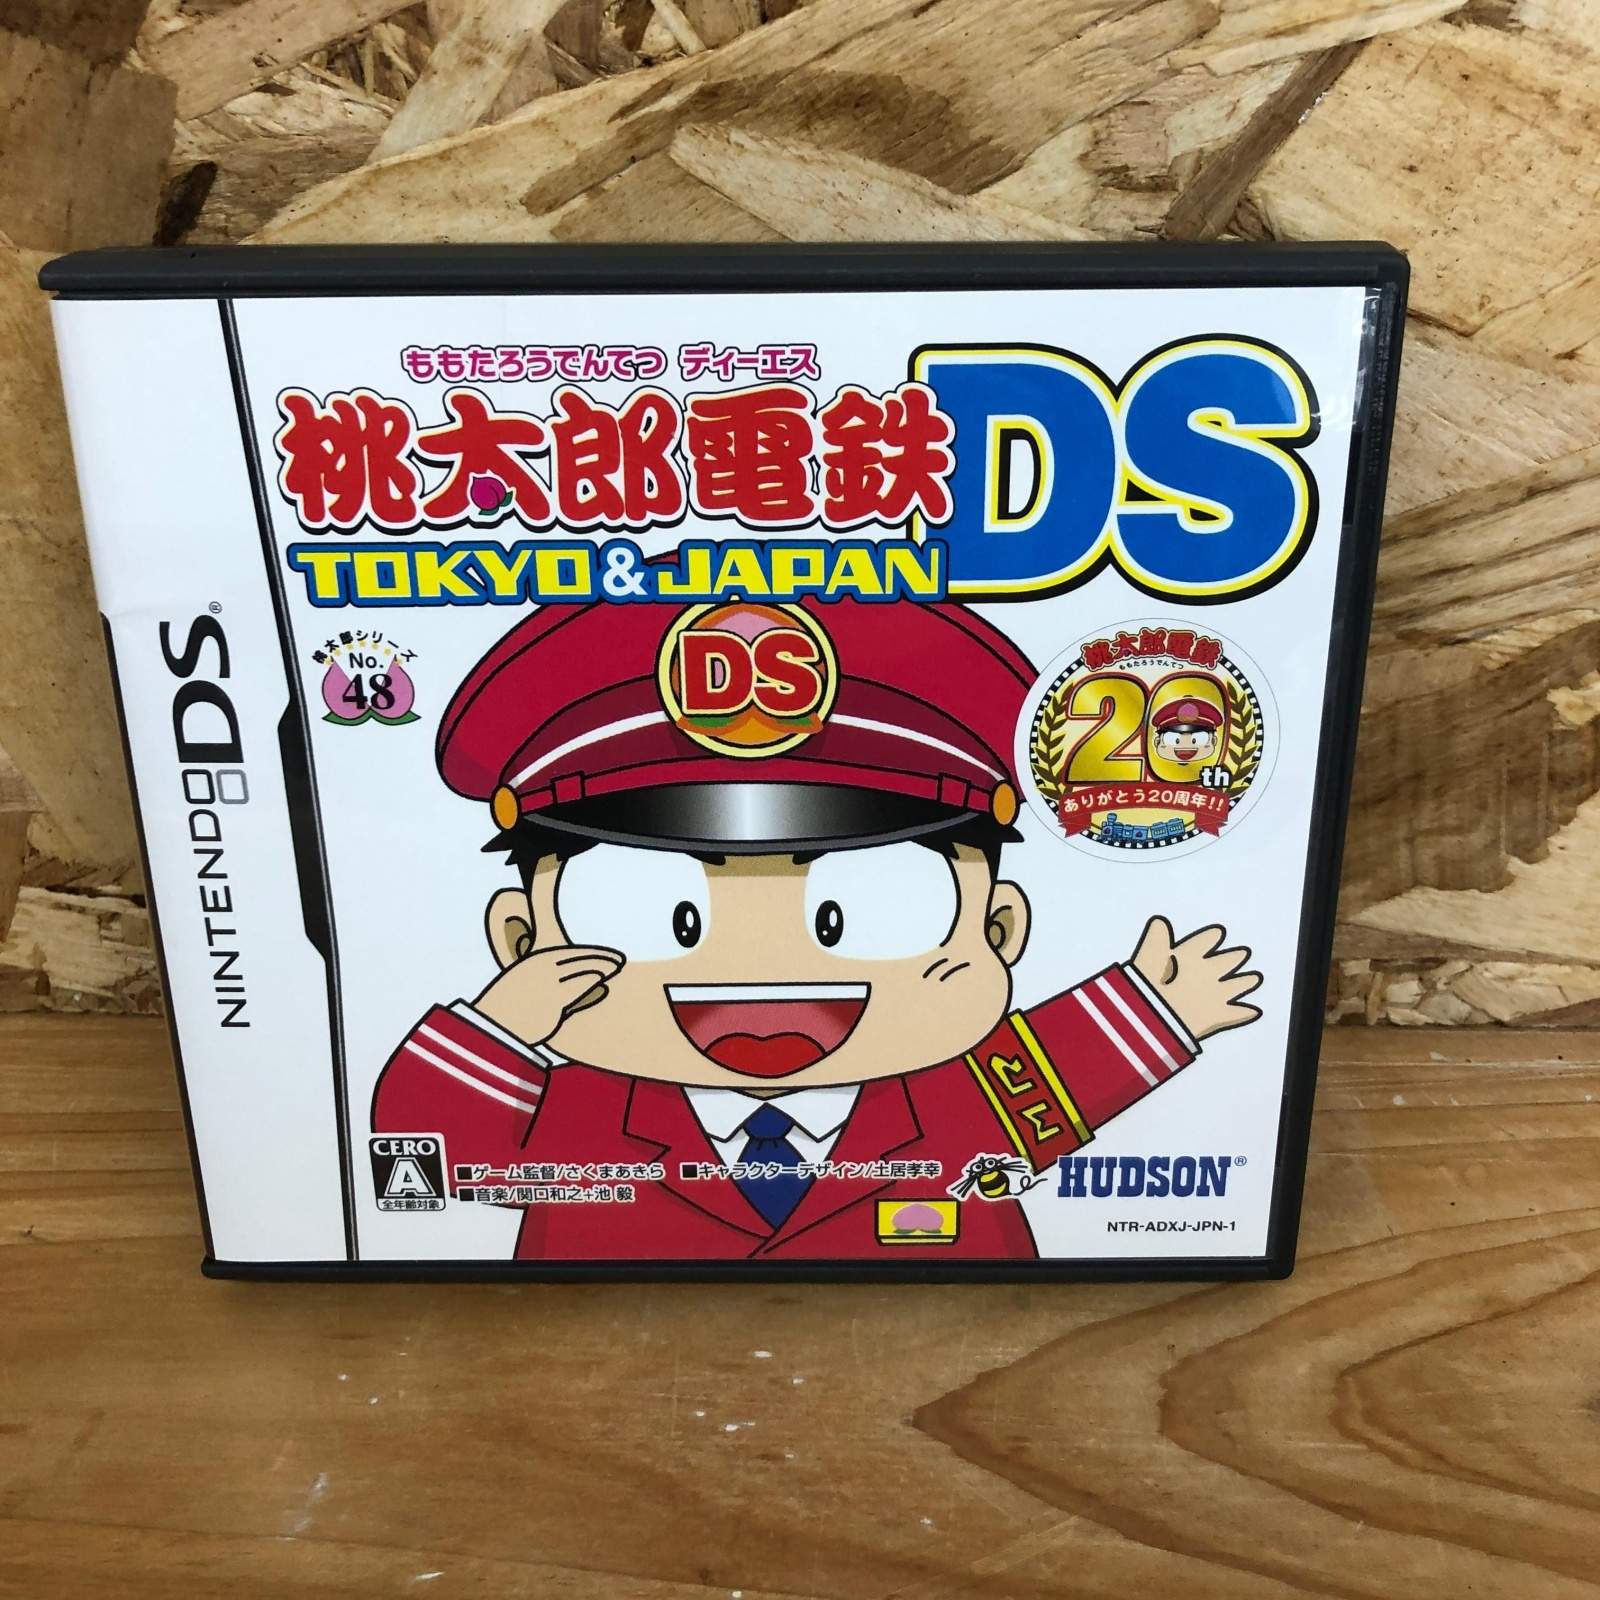 ももたろうでんてつ ディーエス
桃太郎電鉄DS
TOKYO&JAPAN
NINTENDODS®
桃太郎シリーズ
No.
48
DS
桃太郎電鉄
ももたろうでんてつ
20th
ありがとう20周年!!
MR
CERO
A
全年齢対象
■ゲーム監督/さくまあきら ■キャラクターデザイン/土居孝幸
■音楽/関口和之+池 毅
HUDSON®
NTR-ADXJ-JPN-1